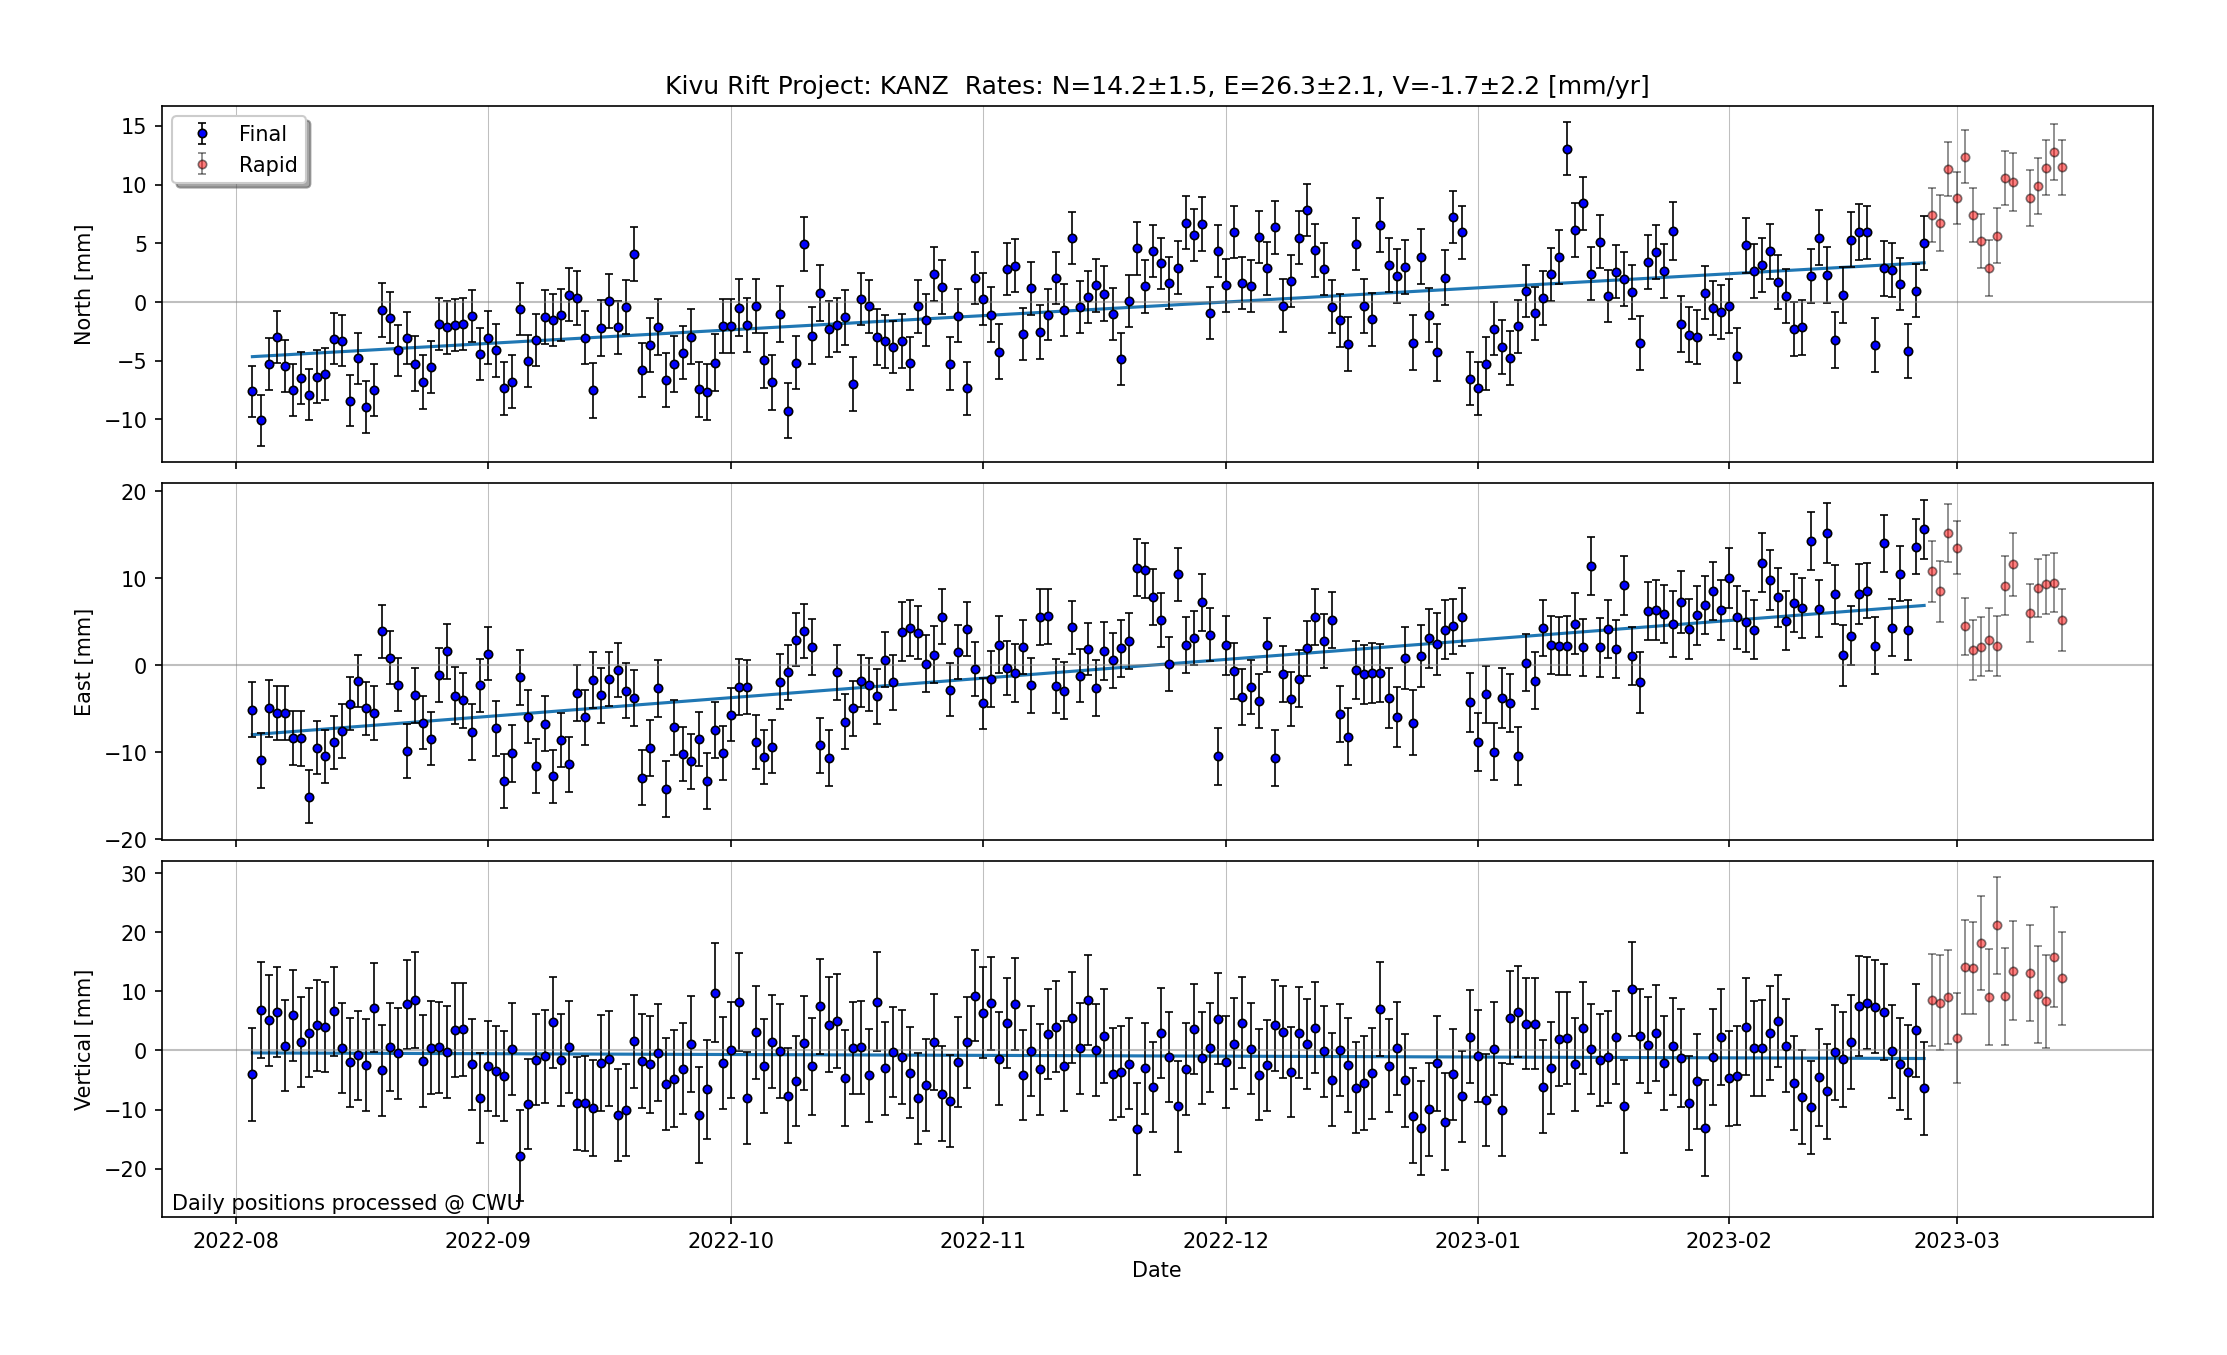 Kivu Rift Project: KANZ  Rates: N=14.2±1.5, E=26.3±2.1, V=-1.7±2.2 [mm/yr]
Final
Rapid
North [mm]
15
10
5
0
−5
−10
East [mm]
20
10
0
−10
−20
Vertical [mm]
30
20
10
0
−10
−20
Daily positions processed @ CWU
2022-08 2022-09 2022-10 2022-11 2022-12 2023-01 2023-02 2023-03
Date